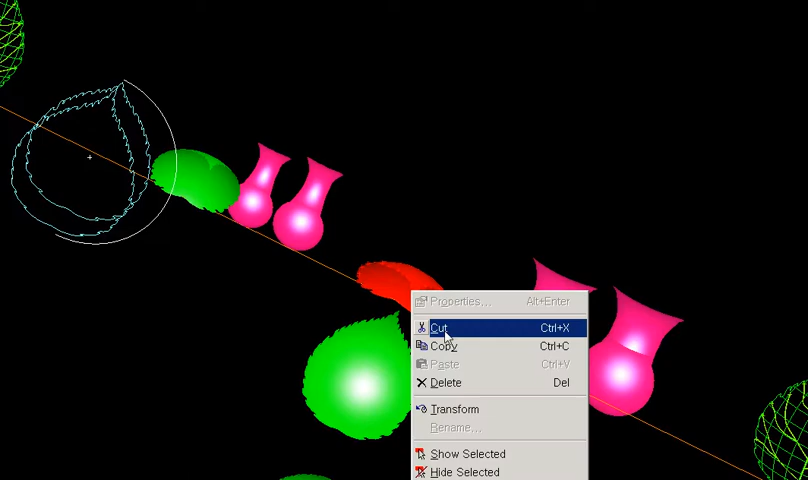 Properties... Alt+Enter
Cut Ctrl+X
Copy Ctrl+C
Paste Ctrl+V
Delete Del
Transform
Rename...
Show Selected
Hide Selected